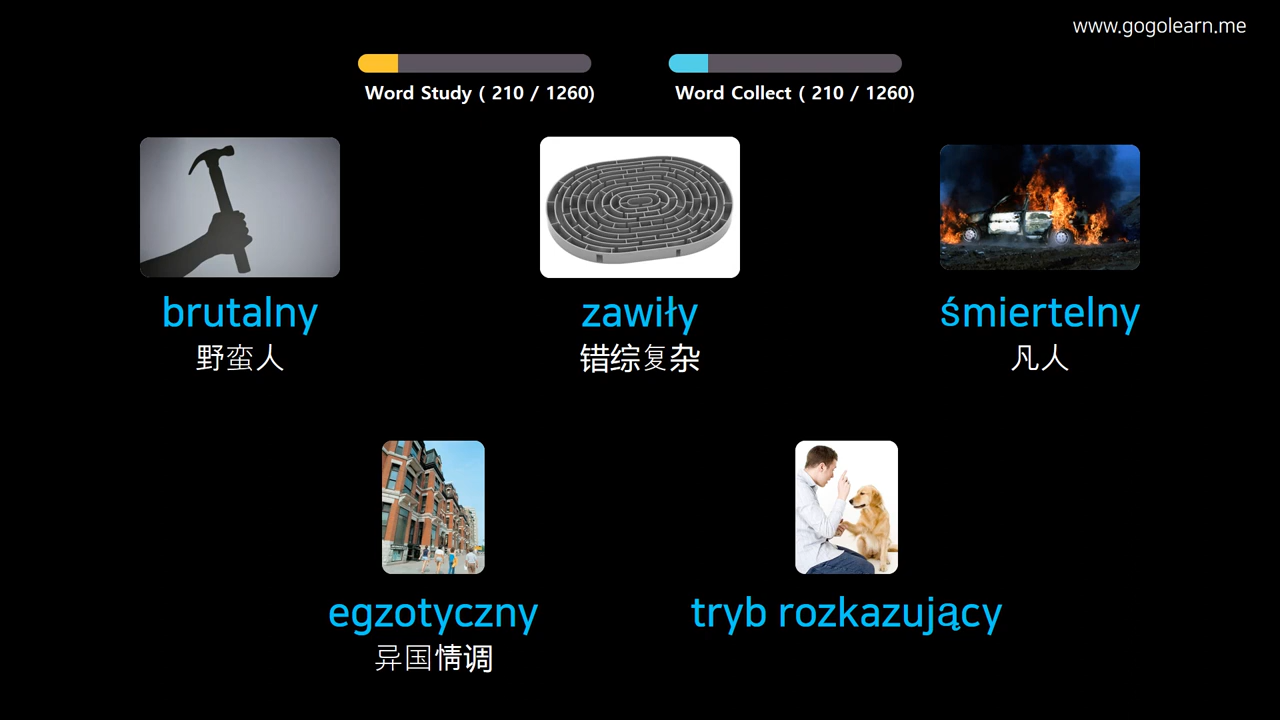 www.gogolearn.me
Word Study ( 210 / 1260)
Word Collect ( 210 / 1260)
brutalny
野蛮人
zawiły
错综复杂
śmiertelny
凡人
egzotyczny
异国情调
tryb rozkazujący